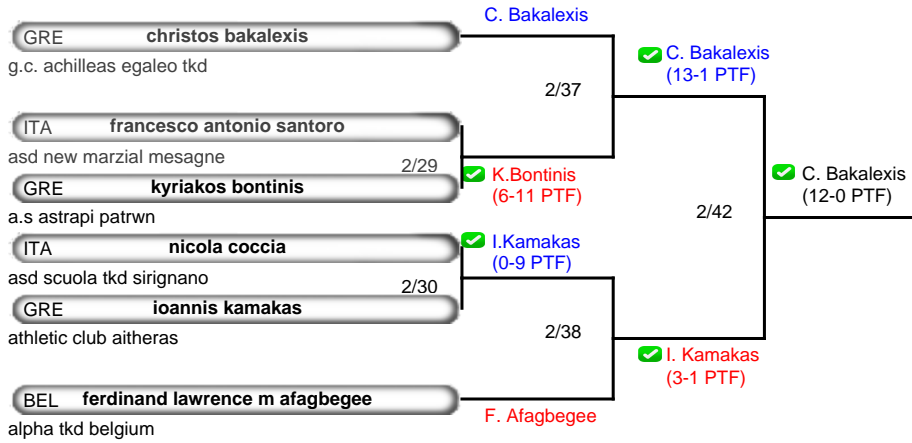 GRE christos bakalexis
g.c. achilleas egaleo tkd
ITA francesco antonio santoro
asd new marzial mesagne
GRE kyriakos bontinis
a.s astrapi patrwn
ITA nicola coccia
asd scuola tkd sirignano
GRE ioannis kamakas
athletic club aitheras
BEL ferdinand lawrence m afagbegee
alpha tkd belgium
2/29
2/30
C. Bakalexis
2/37
K.Bontinis
(6-11 PTF)
I.Kamakas
(0-9 PTF)
2/38
F. Afagbegee
C. Bakalexis
(13-1 PTF)
2/42
I. Kamakas
(3-1 PTF)
C. Bakalexis
(12-0 PTF)